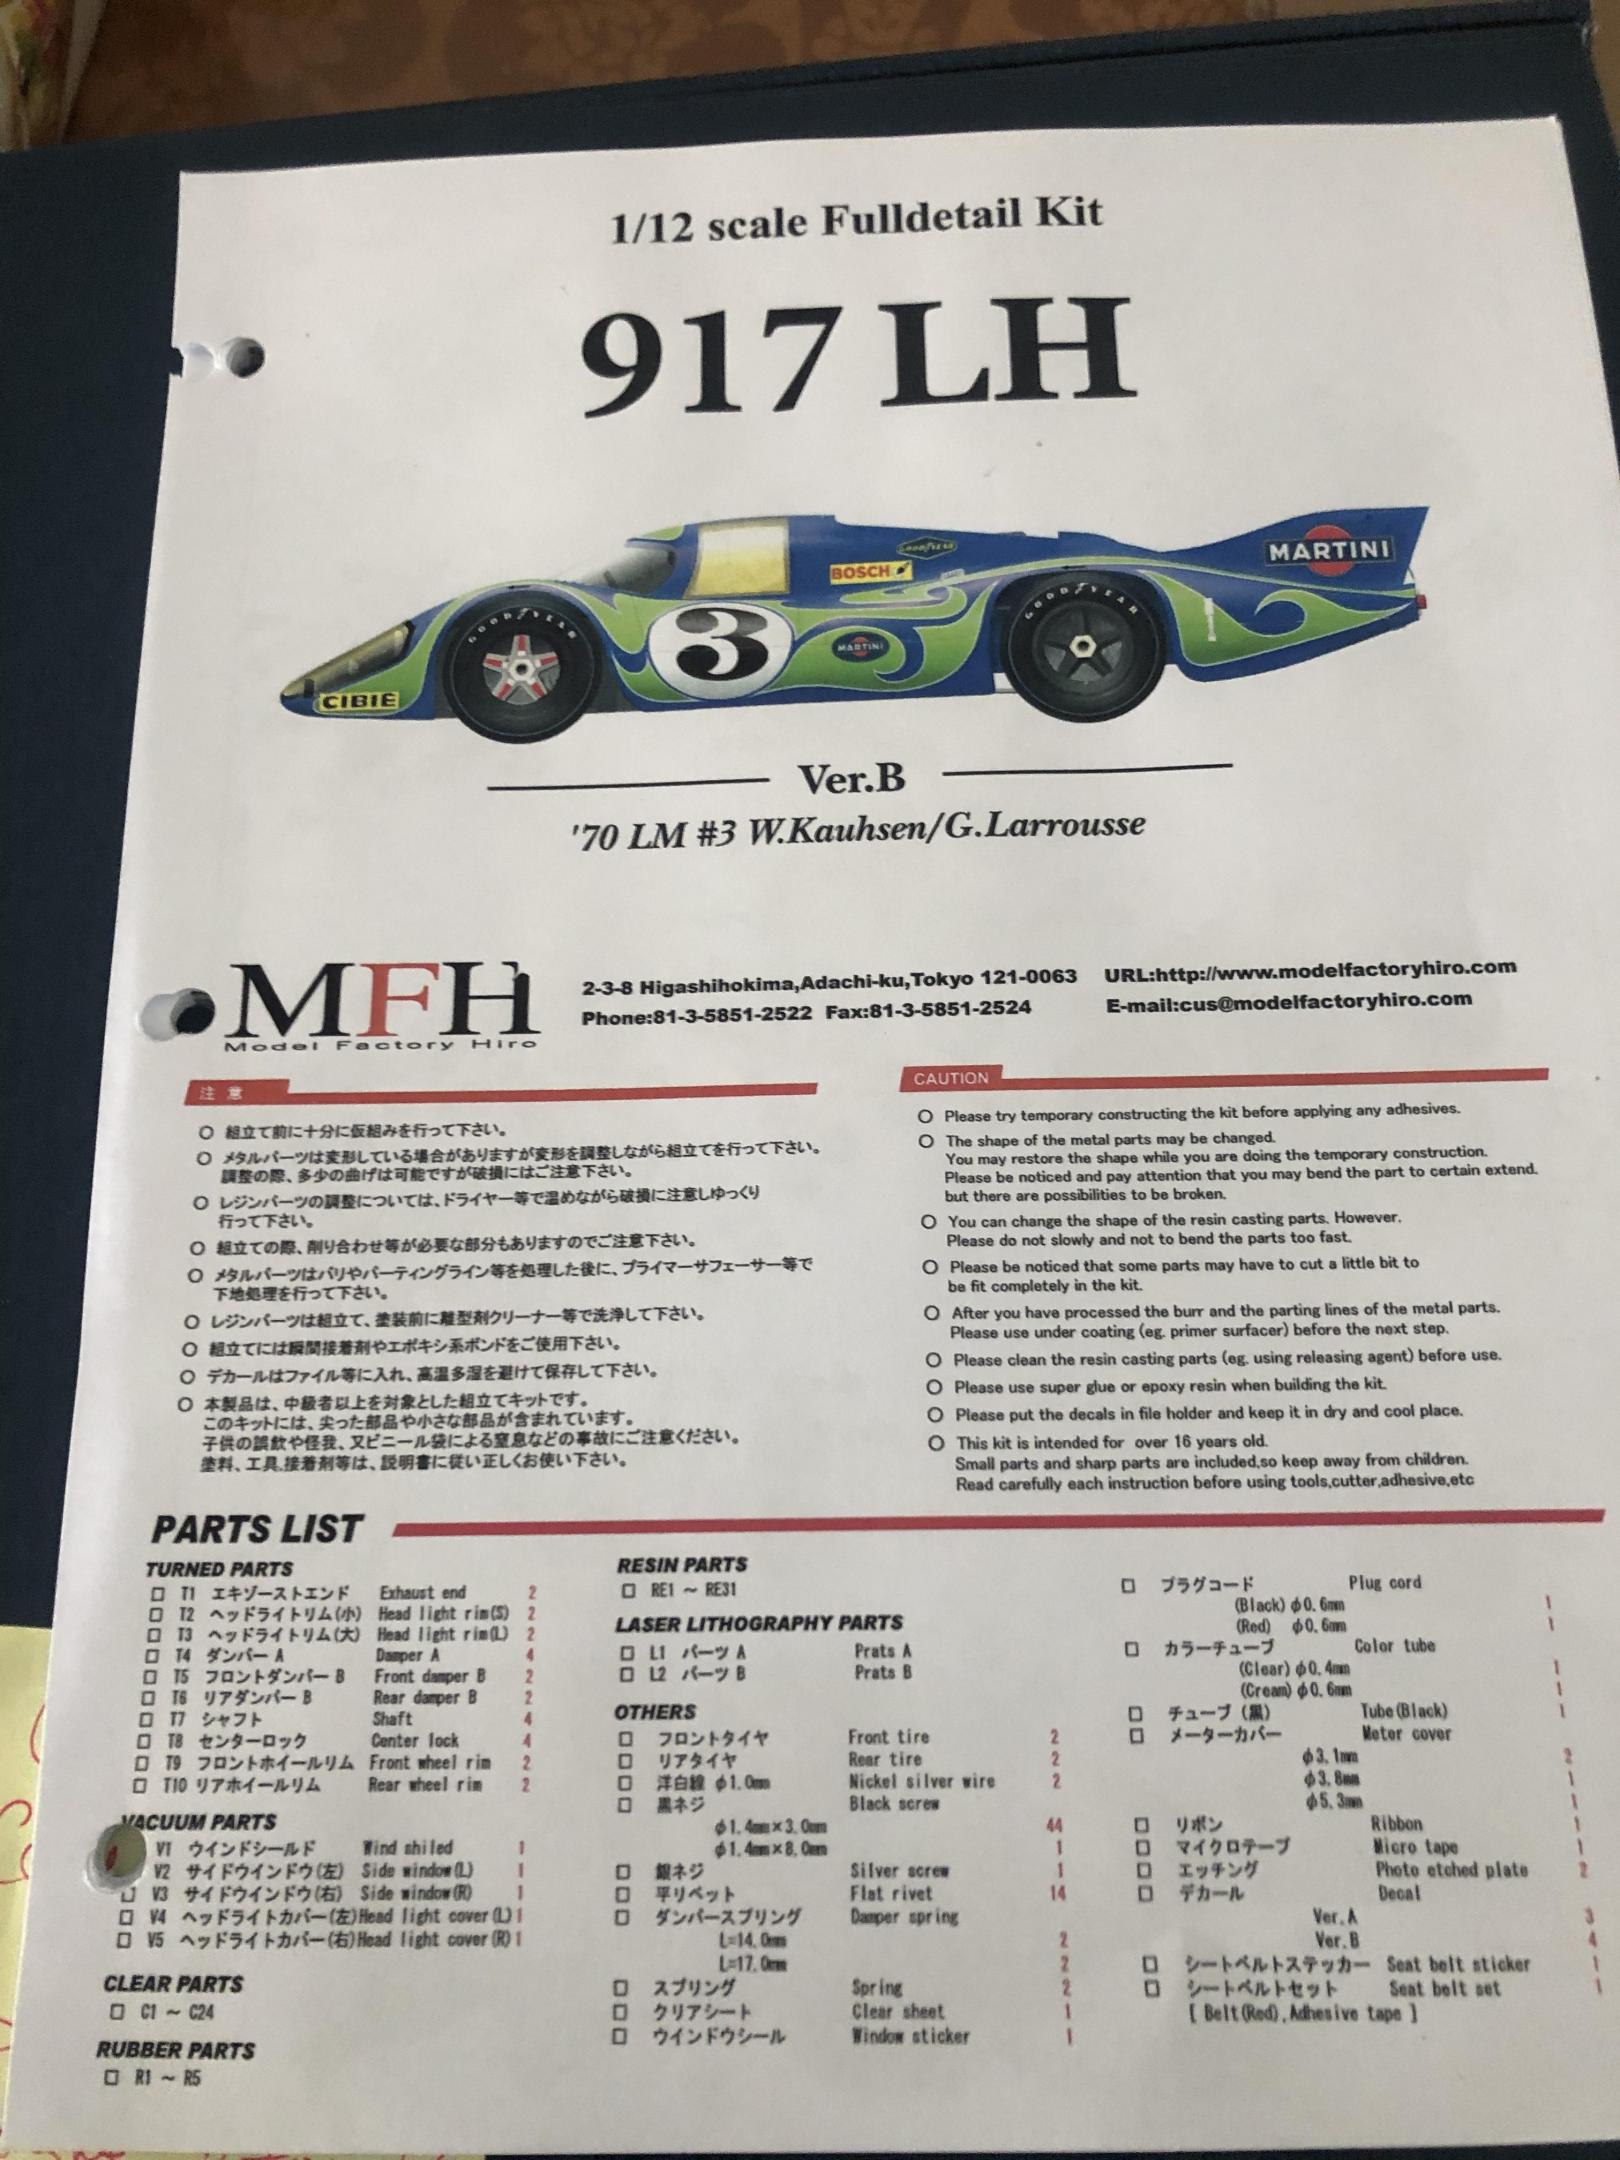 1/12 scale Fulldetail Kit
917 LH
MARTINI
GOODYEAR
BOSCH
GOODYEAR
GOODYEAR
3
MARTINI
CIBIE
Ver.B
'70 LM #3 W.Kauhsen/G.Larrousse
MFH
Model Factory Hiro
2-3-8 Higashihokima,Adachi-ku,Tokyo 121-0063 URL:http://www.modelfactoryhiro.com
Phone:81-3-5851-2522 Fax:81-3-5851-2524 E-mail:cus@modelfactoryhiro.com
注 意
○ 組立て前に十分に仮組みを行って下さい。
○ メタルパーツは変形している場合がありますが変形を調整しながら組立てを行って下さい。
調整の際、多少の曲げは可能ですが破損にはご注意下さい。
○ レジンパーツの調整については、ドライヤー等で温めながら破損に注意しゆっくり
行って下さい。
○ 組立ての際、削り合わせ等が必要な部分もありますのでご注意下さい。
○ メタルパーツはバリやパーティングライン等を処理した後に、プライマーサフェーサー等で
下地処理を行って下さい。
○ レジンパーツは組立て、塗装前に離型剤クリーナー等で洗浄して下さい。
○ 組立てには瞬間接着剤やエポキシ系ボンドをご使用下さい。
○ デカールはファイル等に入れ、高温多湿を避けて保存して下さい。
○ 本製品は、中級者以上を対象とした組立てキットです。
このキットには、尖った部品や小さな部品が含まれています。
子供の誤飲や怪我、又ビニール袋による窒息などの事故にご注意ください。
塗料、工具,接着剤等は、説明書に従い正しくお使い下さい。
CAUTION
○ Please try temporary constructing the kit before applying any adhesives.
○ The shape of the metal parts may be changed.
You may restore the shape while you are doing the temporary construction.
Please be noticed and pay attention that you may bend the part to certain extend.
but there are possibilities to be broken.
○ You can change the shape of the resin casting parts. However.
Please do not slowly and not to bend the parts too fast.
○ Please be noticed that some parts may have to cut a little bit to
be fit completely in the kit.
○ After you have processed the burr and the parting lines of the metal parts.
Please use under coating (eg. primer surfacer) before the next step.
○ Please clean the resin casting parts (eg. using releasing agent) before use.
○ Please use super glue or epoxy resin when building the kit.
○ Please put the decals in file holder and keep it in dry and cool place.
○ This kit is intended for over 16 years old.
Small parts and sharp parts are included,so keep away from children.
Read carefully each instruction before using tools,cutter,adhesive,etc
PARTS LIST
TURNED PARTS
□ T1 エキゾーストエンド Exhaust end 2
□ T2 ヘッドライトリム(小) Head light rim(S) 2
□ T3 ヘッドライトリム(大) Head light rim(L) 2
□ T4 ダンパー A Damper A 4
□ T5 フロントダンパー B Front damper B 2
□ T6 リアダンパー B Rear damper B 2
□ T7 シャフト Shaft 4
□ T8 センターロック Center lock 4
□ T9 フロントホイールリム Front wheel rim 2
□ T10 リアホイールリム Rear wheel rim 2
VACUUM PARTS
V1 ウインドシールド Wind shiled 1
V2 サイドウインドウ(左) Side window(L) 1
□ V3 サイドウインドウ(右) Side window(R) 1
□ V4 ヘッドライトカバー(左)Head light cover(L) 1
□ V5 ヘッドライトカバー(右)Head light cover(R) 1
CLEAR PARTS
□ C1 ～ C24
RUBBER PARTS
□ R1 ～ R5
RESIN PARTS
□ RE1 ～ RE31
LASER LITHOGRAPHY PARTS
□ L1 パーツ A Prats A
□ L2 パーツ B Prats B
OTHERS
□ フロントタイヤ Front tire 2
□ リアタイヤ Rear tire 2
□ 洋白線 φ1.0mm Nickel silver wire 2
□ 黒ネジ Black screw
φ1.4mm×3.0mm 44
φ1.4mm×8.0mm 1
□ 銀ネジ Silver screw 1
□ 平リベット Flat rivet 14
□ ダンパースプリング Damper spring
L=14.0mm 2
L=17.0mm 2
□ スプリング Spring 2
□ クリアシート Clear sheet 1
□ ウインドウシール Window sticker 1
□ プラグコード Plug cord
(Black) φ0.6mm 1
(Red) φ0.6mm 1
□ カラーチューブ Color tube
(Clear) φ0.4mm 1
(Cream) φ0.6mm 1
□ チューブ (黒) Tube(Black) 1
□ メーターカバー Meter cover
φ3.1mm 2
φ3.8mm 1
φ5.3mm 1
□ リボン Ribbon 1
□ マイクロテープ Micro tape 1
□ エッチング Photo etched plate 2
□ デカール Decal
Ver.A 3
Ver.B 4
□ シートベルトステッカー Seat belt sticker 1
□ シートベルトセット Seat belt set 1
[ Belt(Red),Adhesive tape ]